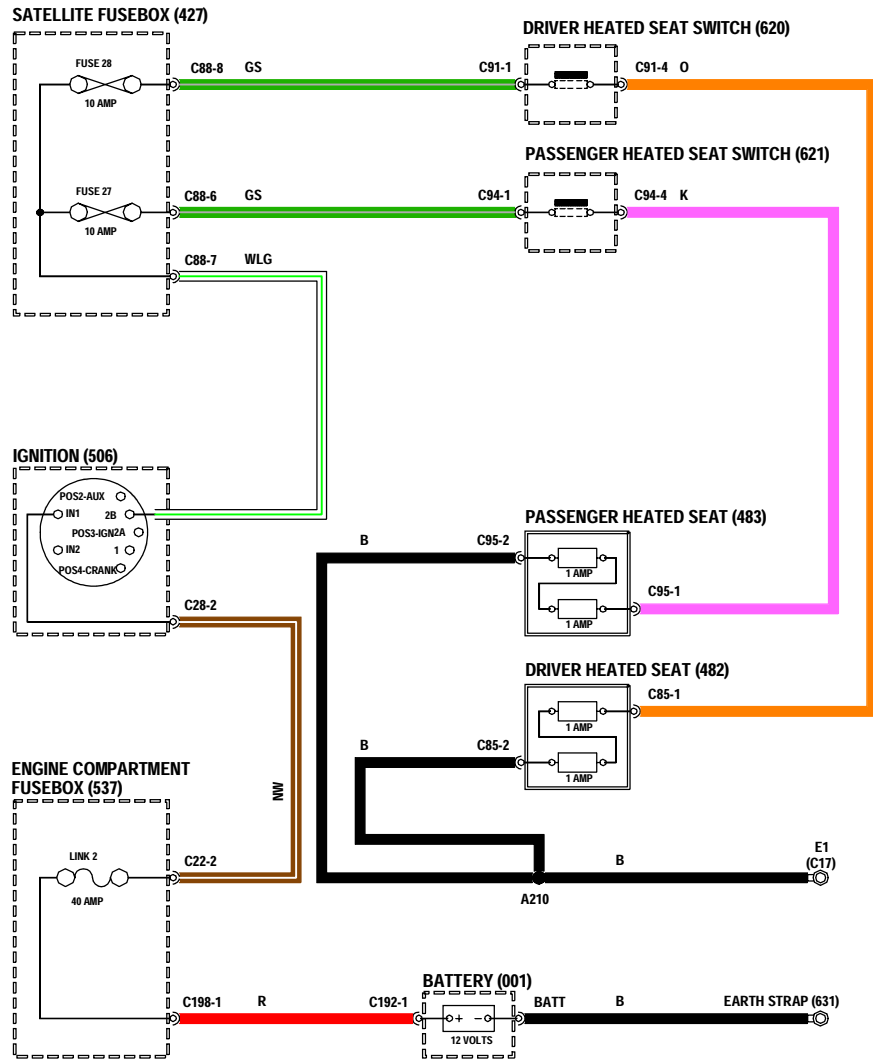 SATELLITE FUSEBOX (427)
FUSE 28
10 AMP
C88-8 GS
C91-1
DRIVER HEATED SEAT SWITCH (620)
C91-4 O
PASSENGER HEATED SEAT SWITCH (621)
FUSE 27
10 AMP
C88-6 GS
C94-1
C94-4 K
C88-7 WLG
IGNITION (506)
POS2-AUX
IN1
2B
POS3-IGN
2A
IN2
1
POS4-CRANK
C28-2
PASSENGER HEATED SEAT (483)
B
C95-2
1 AMP
C95-1
1 AMP
DRIVER HEATED SEAT (482)
C85-1
1 AMP
B
C85-2
1 AMP
ENGINE COMPARTMENT
FUSEBOX (537)
NW
LINK 2
40 AMP
C22-2
E1
(C17)
B
A210
BATTERY (001)
C198-1 R
C192-1
+ -
12 VOLTS
BATT
B
EARTH STRAP (631)